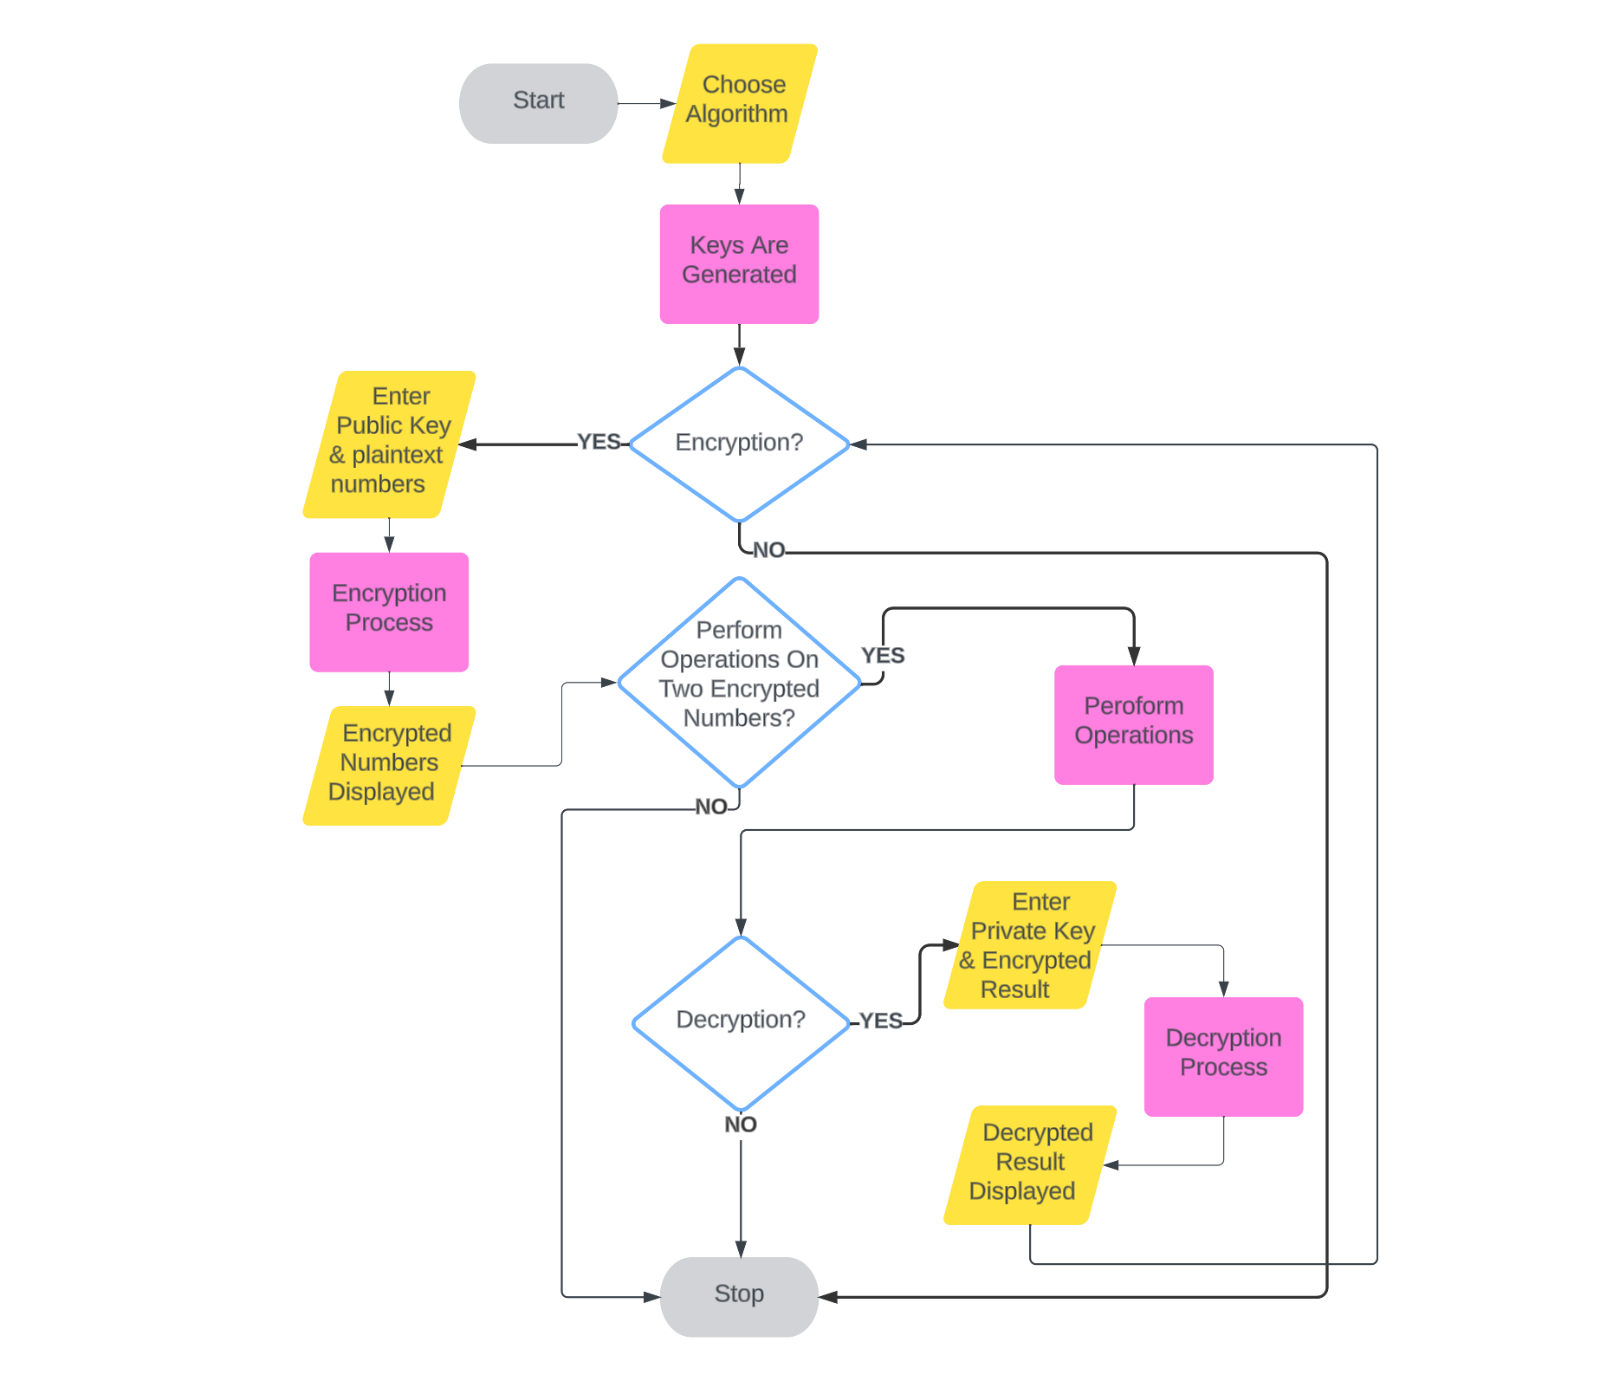 Start
Choose
Algorithm
Keys Are
Generated
Encryption?
YES
Enter
Public Key
& plaintext
numbers
NO
Encryption
Process
Encrypted
Numbers
Displayed
Perform
Operations On
Two Encrypted
Numbers?
YES
Peroform
Operations
NO
Decryption?
YES
Enter
Private Key
& Encrypted
Result
Decryption
Process
Decrypted
Result
Displayed
NO
Stop